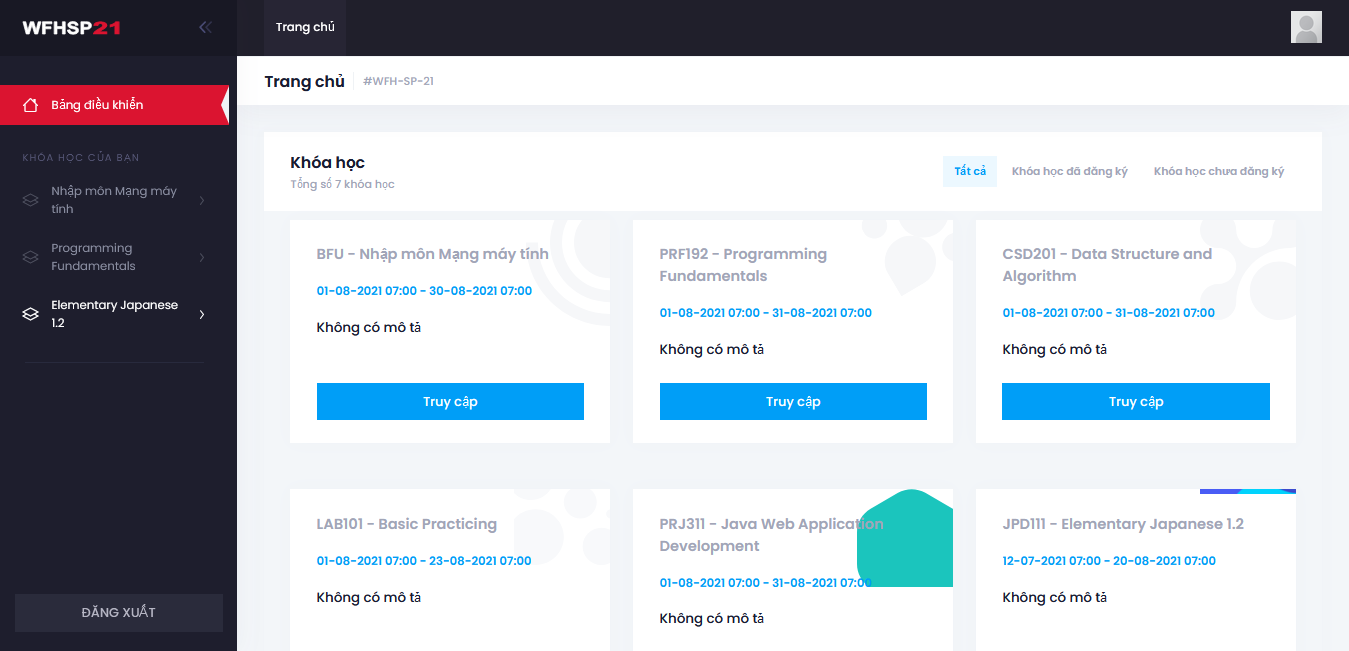 WFHSP21
Trang chủ
Trang chủ
#WFH-SP-21
Bảng điều khiển
KHÓA HỌC CỦA BẠN
Nhập môn Mạng máy
tính
Programming
Fundamentals
Elementary Japanese
1.2
ĐĂNG XUẤT
Khóa học
Tổng số 7 khóa học
Tất cả
Khóa học đã đăng ký
Khóa học chưa đăng ký
BFU - Nhập môn Mạng máy tính
01-08-2021 07:00 - 30-08-2021 07:00
Không có mô tả
Truy cập
PRF192 - Programming
Fundamentals
01-08-2021 07:00 - 31-08-2021 07:00
Không có mô tả
Truy cập
CSD201 - Data Structure and
Algorithm
01-08-2021 07:00 - 31-08-2021 07:00
Không có mô tả
Truy cập
LAB101 - Basic Practicing
01-08-2021 07:00 - 23-08-2021 07:00
Không có mô tả
PRJ311 - Java Web Application
Development
01-08-2021 07:00 - 31-08-2021 07:00
Không có mô tả
JPD111 - Elementary Japanese 1.2
12-07-2021 07:00 - 20-08-2021 07:00
Không có mô tả